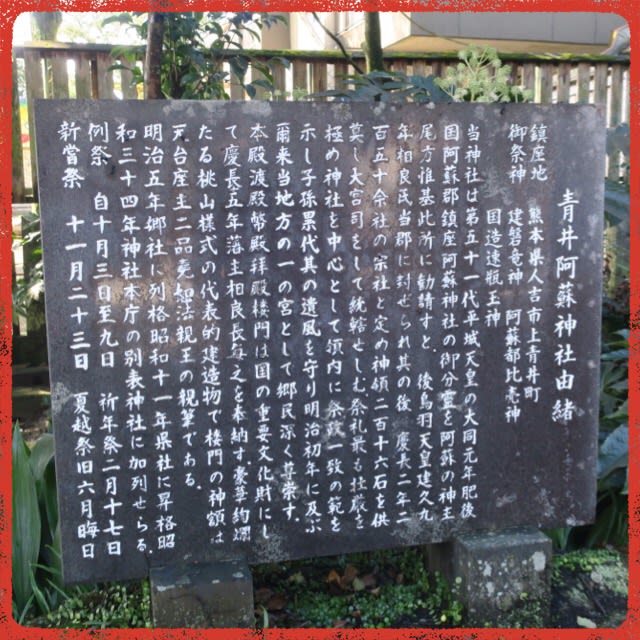 青井阿蘇神社由緒
鎮座地　熊本県人吉市上青井町
御祭神　建磐竜神　阿蘇都比売神
国造速瓶玉神
当神社は第五十一代平城天皇の大同元年肥後
国阿蘇郡鎮座阿蘇神社の御分霊を阿蘇の神主
尾方惟基此所に勧請すと　後鳥羽天皇建久九
年相良氏当郡に封ぜられ其の後　慶長二年二
百五十余社の宗社と定め神領二百十六石を供
莫し大宮司をして統轄せしむ祭礼最も壮厳を
極め神社を中心として領内に祭政一致の範を
示し子孫累代其の遺風を守り明治初年に及ぶ
爾来当地方の一の宮として郷民深く尊崇す
本殿渡殿幣殿拝殿楼門は国の重要文化財にし
て慶長五年藩主相良長毎之を奉納す豪華絢爛
たる桃山様式の代表的建造物で楼門の神額は
天台座主二品尭如法親王の親筆である
明治五年郷社に列格昭和十一年県社に昇格昭
和三十四年神社本庁の別表神社に加列せらる
例祭　自十月三日至九日　祈年祭二月十七日
新嘗祭　十一月二十三日　夏越祭旧六月晦日